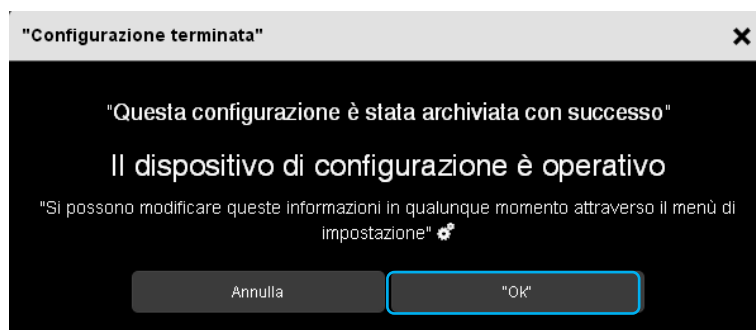 "Configurazione terminata"
"Questa configurazione è stata archiviata con successo"
Il dispositivo di configurazione è operativo
"Si possono modificare queste informazioni in qualunque momento attraverso il menù di
impostazione"
Annulla
"Ok"